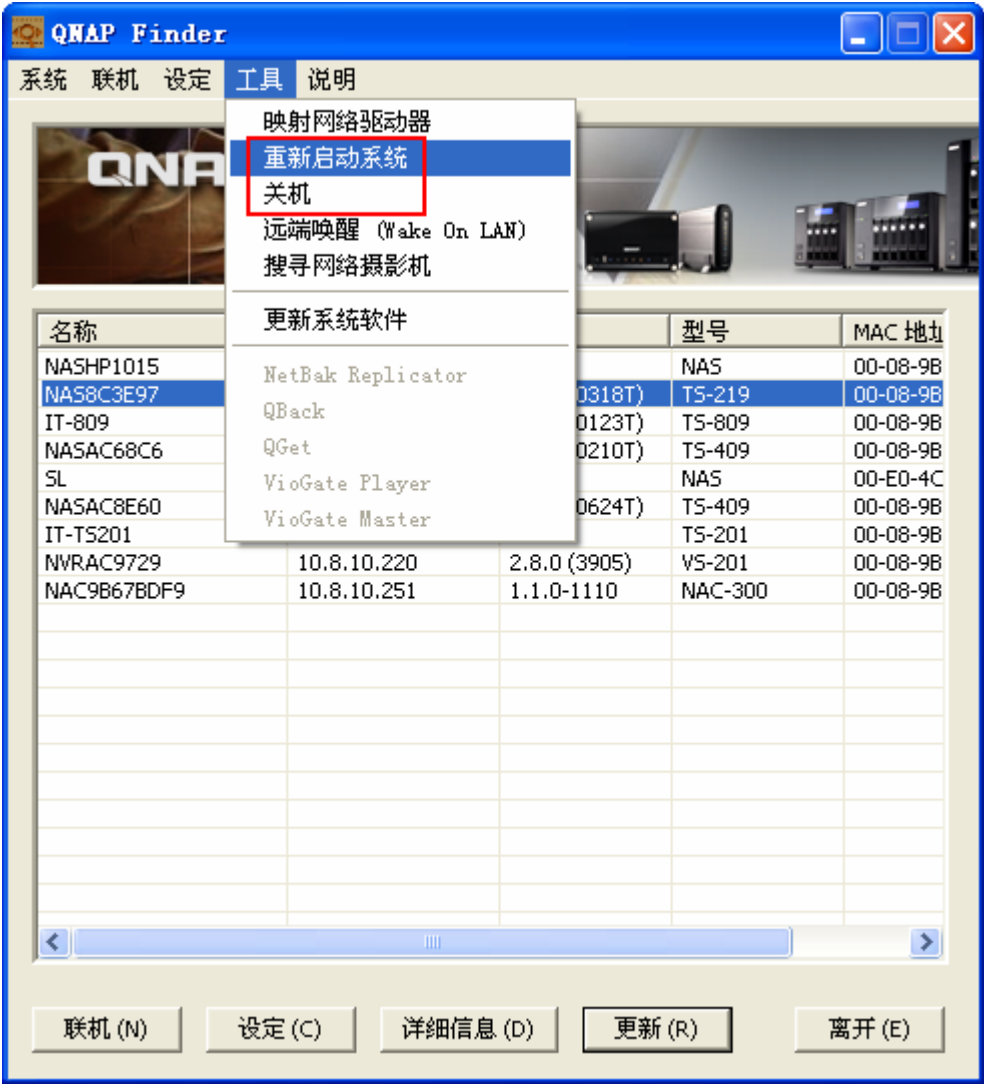 QNAP Finder
系统 联机 设定 工具 说明
映射网络驱动器
重新启动系统
关机
远端唤醒 (Wake On LAN)
搜寻网络摄影机
更新系统软件
NetBak Replicator
QBack
QGet
VioGate Player
VioGate Master
QNA
名称 型号 MAC 地址
NASHP1015 NAS 00-08-9B
NAS8C3E97 0318T) TS-219 00-08-9B
IT-809 0123T) TS-809 00-08-9B
NASAC68C6 0210T) TS-409 00-08-9B
SL NAS 00-E0-4C
NASAC8E60 0624T) TS-409 00-08-9B
IT-TS201 TS-201 00-08-9B
NVRAC9729 10.8.10.220 2.8.0 (3905) VS-201 00-08-9B
NAC9B67BDF9 10.8.10.251 1.1.0-1110 NAC-300 00-08-9B
联机 (N) 设定 (C) 详细信息 (D) 更新 (R) 离开 (E)